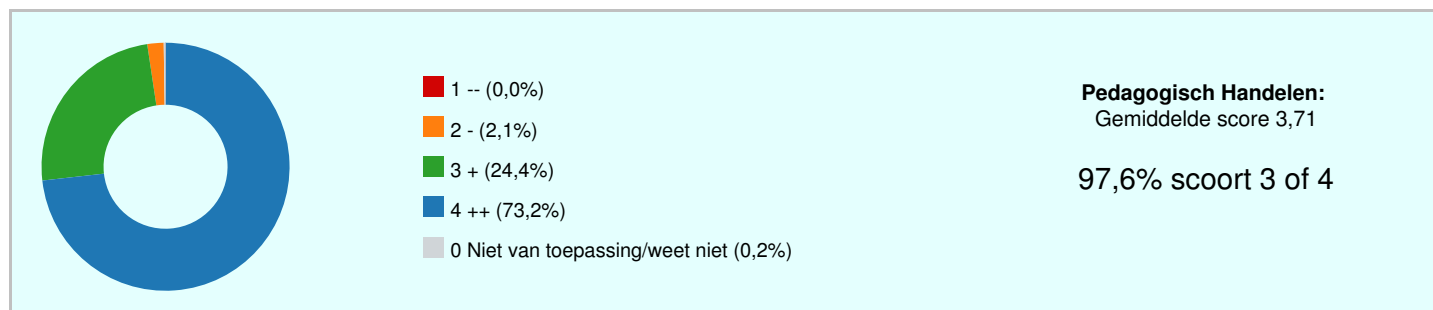 1 -- (0,0%)
2 - (2,1%)
3 + (24,4%)
4 ++ (73,2%)
0 Niet van toepassing/weet niet (0,2%)
Pedagogisch Handelen:
Gemiddelde score 3,71
97,6% scoort 3 of 4